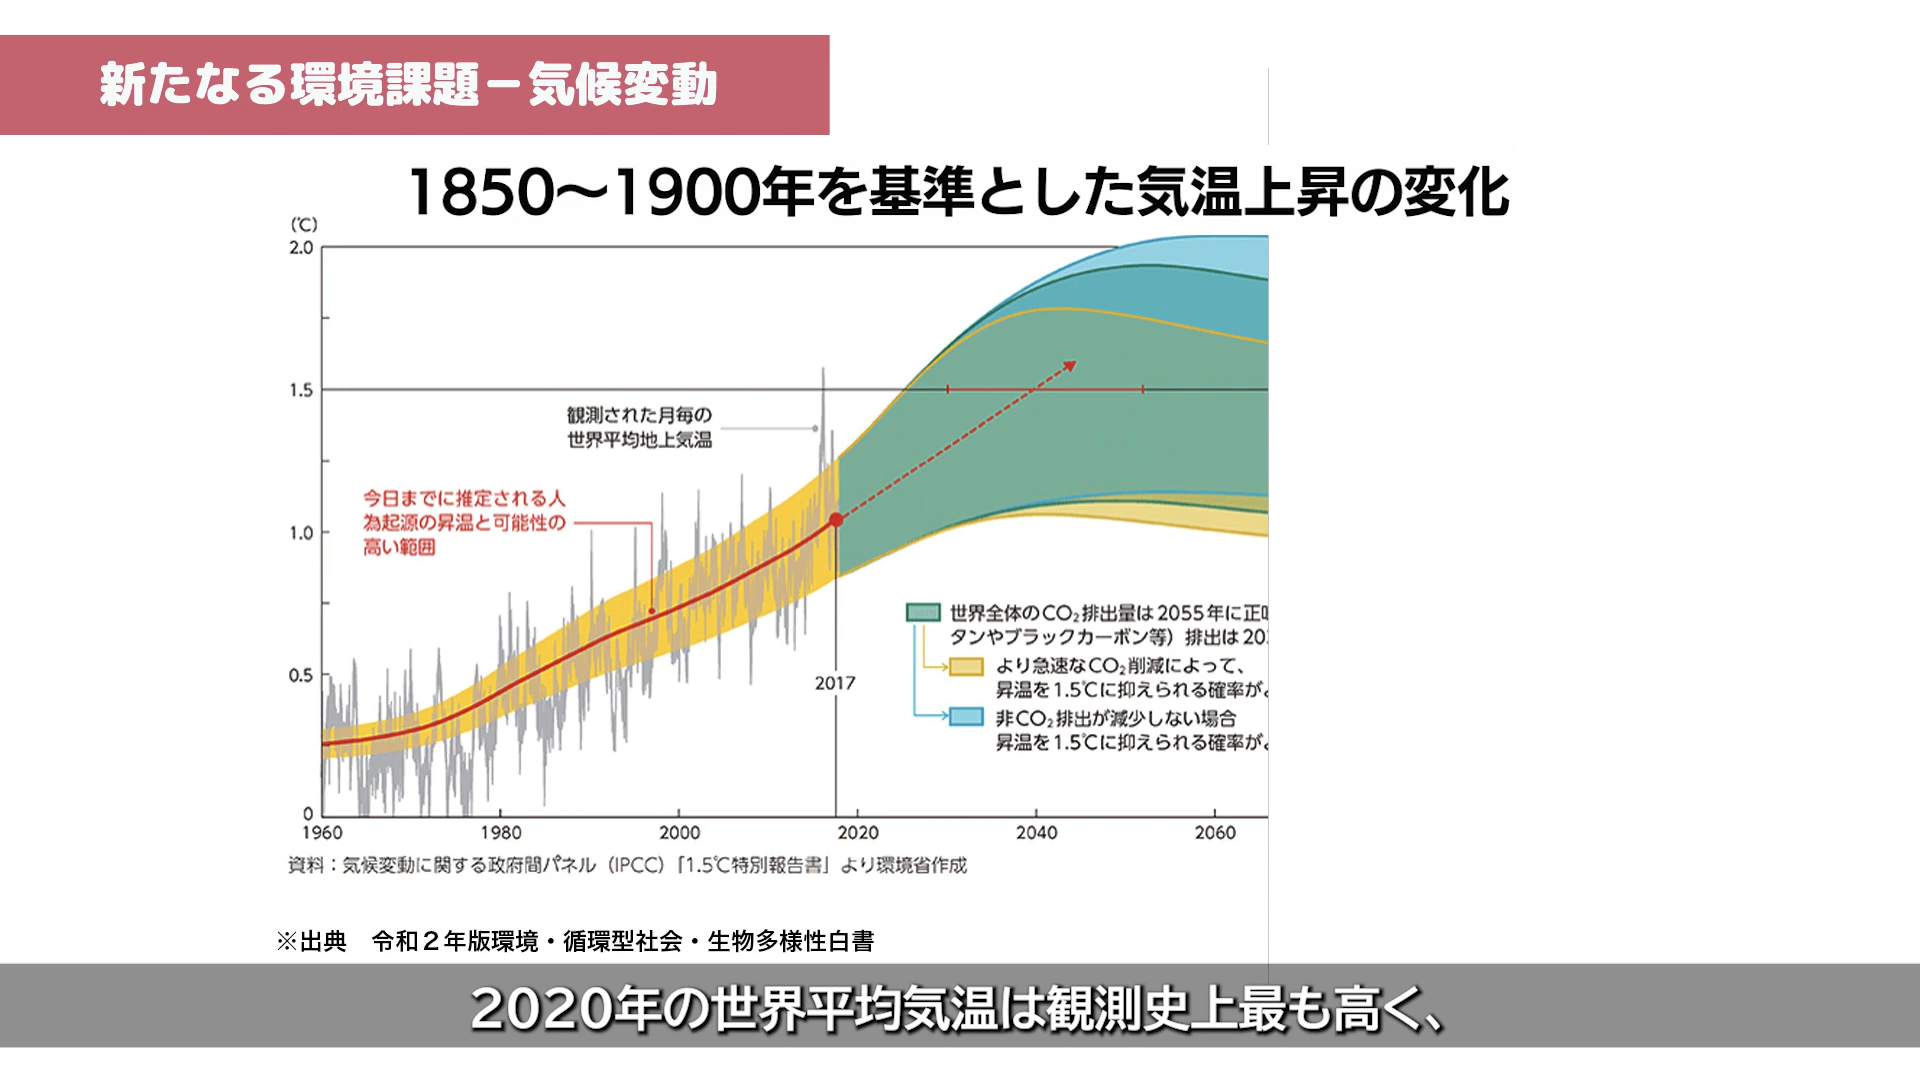 新たなる環境課題－気候変動
1850～1900年を基準とした気温上昇の変化
(℃)
2.0
1.5
1.0
0.5
0
観測された月毎の
世界平均地上気温
今日までに推定される人
為起源の昇温と可能性の
高い範囲
2017
世界全体のCO₂排出量は2055年に正
タンやブラックカーボン等）排出は20
より急速なCO₂削減によって、
昇温を1.5℃に抑えられる確率が
非CO₂排出が減少しない場合
昇温を1.5℃に抑えられる確率が
1960 1980 2000 2020 2040 2060
資料：気候変動に関する政府間パネル（IPCC）「1.5℃特別報告書」より環境省作成
※出典　令和２年版環境・循環型社会・生物多様性白書
2020年の世界平均気温は観測史上最も高く、